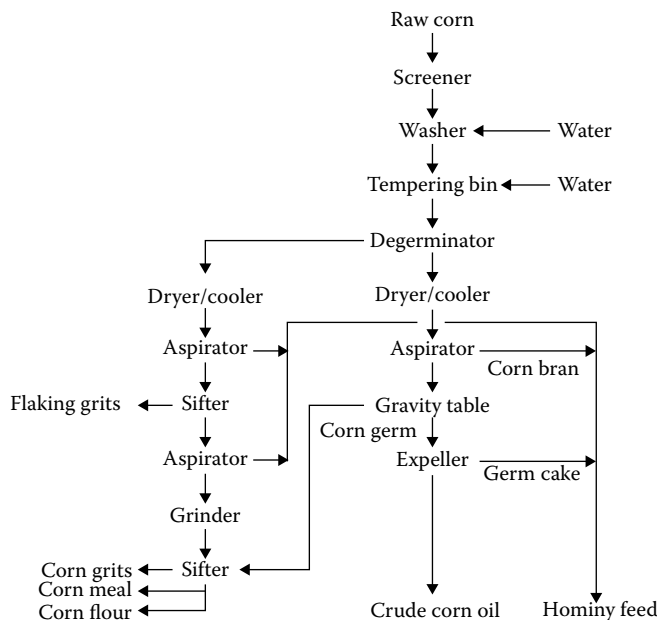 Raw corn
Screener
Washer
Water
Tempering bin
Water
Degerminator
Dryer/cooler
Dryer/cooler
Aspirator
Aspirator
Corn bran
Flaking grits
Sifter
Gravity table
Corn germ
Aspirator
Expeller
Germ cake
Grinder
Corn grits
Sifter
Corn meal
Corn flour
Crude corn oil
Hominy feed